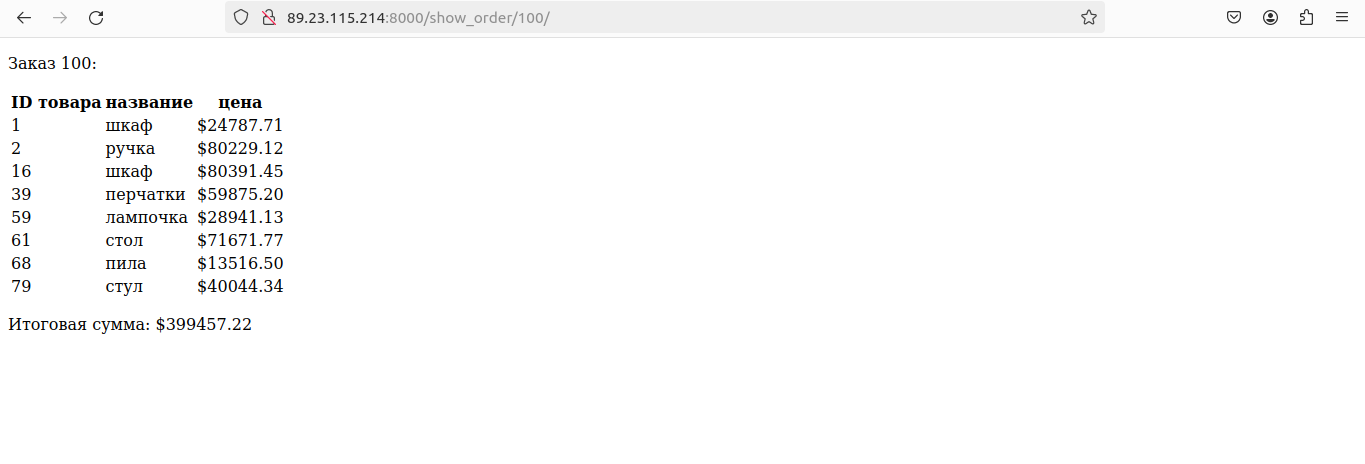 89.23.115.214:8000/show_order/100/
Заказ 100:
ID товара название цена
1 шкаф $24787.71
2 ручка $80229.12
16 шкаф $80391.45
39 перчатки $59875.20
59 лампочка $28941.13
61 стол $71671.77
68 пила $13516.50
79 стул $40044.34
Итоговая сумма: $399457.22